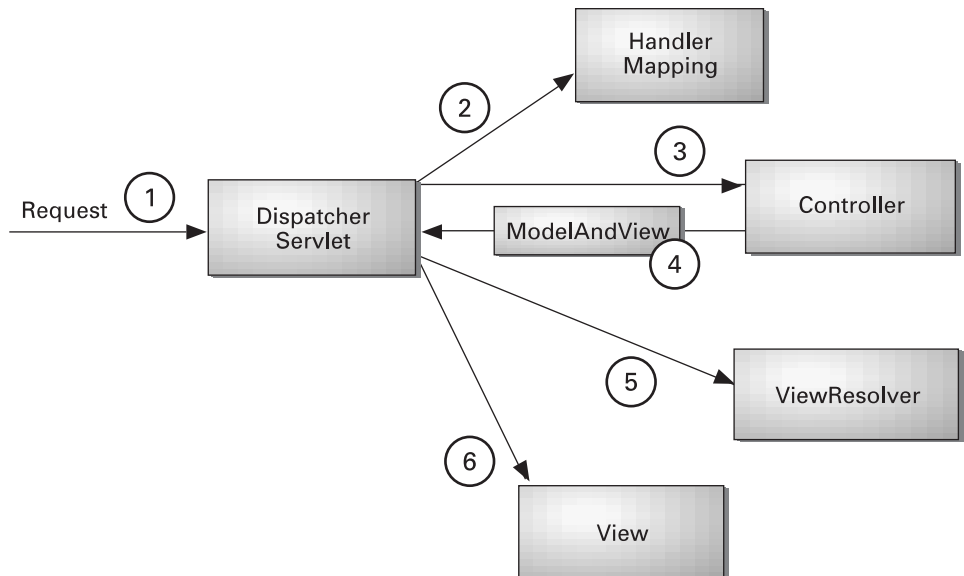 Handler
Mapping
2
3
1
Request
Dispatcher
Servlet
Controller
ModelAndView
4
5
ViewResolver
6
View